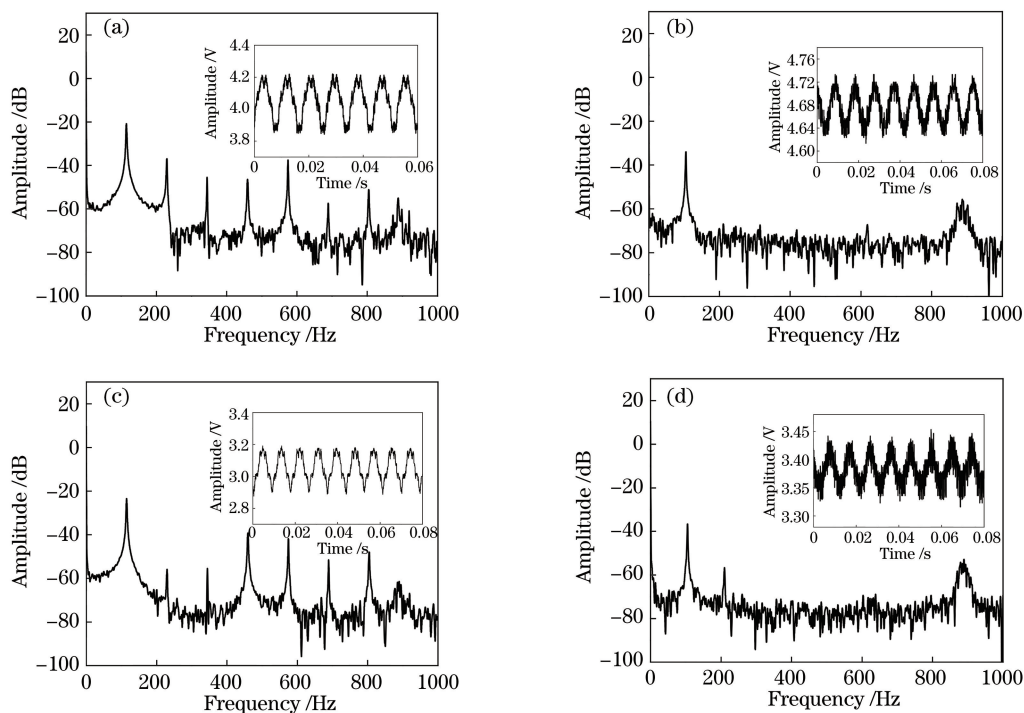 (a)
20
0
−20
−40
−60
−80
−100
Amplitude /dB
0 200 400 600 800 1000
Frequency /Hz
4.4
4.2
4.0
3.8
Amplitude /V
0 0.02 0.04 0.06
Time /s
(b)
20
0
−20
−40
−60
−80
−100
Amplitude /dB
0 200 400 600 800 1000
Frequency /Hz
4.76
4.72
4.68
4.64
4.60
Amplitude /V
0 0.02 0.04 0.06 0.08
Time /s
(c)
20
0
−20
−40
−60
−80
−100
Amplitude /dB
0 200 400 600 800 1000
Frequency /Hz
3.4
3.2
3.0
2.8
Amplitude /V
0 0.02 0.04 0.06 0.08
Time /s
(d)
20
0
−20
−40
−60
−80
−100
Amplitude /dB
0 200 400 600 800 1000
Frequency /Hz
3.45
3.40
3.35
3.30
Amplitude /V
0 0.02 0.04 0.06 0.08
Time /s